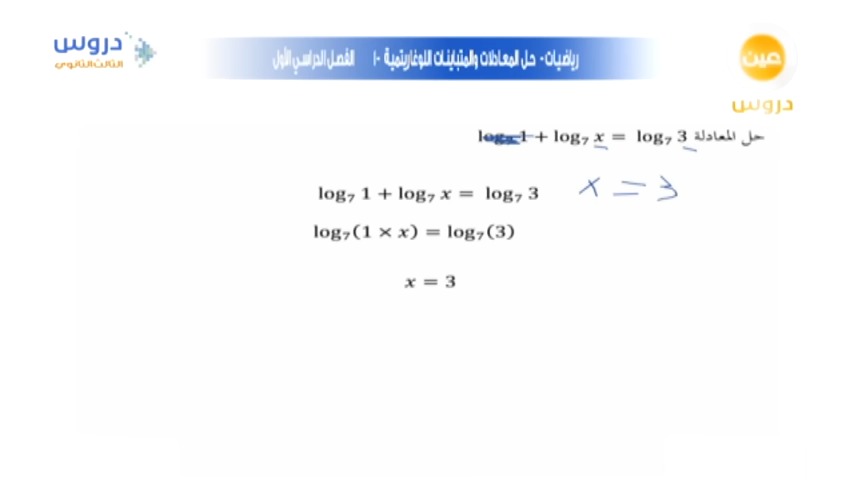 دروس
الثالث الثانوي
رياضيات - حل المعادلات والمتباينات اللوغاريتمية -١ الفصل الدراسي الأول
عين
دروس
حل المعادلة log₇ 1 + log₇ x = log₇ 3
log₇ 1 + log₇ x = log₇ 3
x = 3
log₇(1 × x) = log₇(3)
x = 3